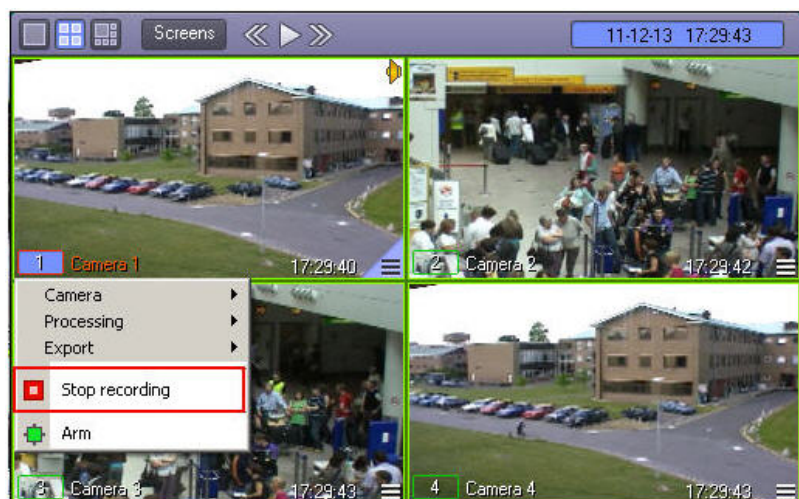 Screens
11-12-13 17:29:43
1 Camera 1 17:29:40
2 Camera 2 17:29:42
Camera
Processing
Export
Stop recording
Arm
3 Camera 3 17:29:43
4 Camera 4 17:29:43